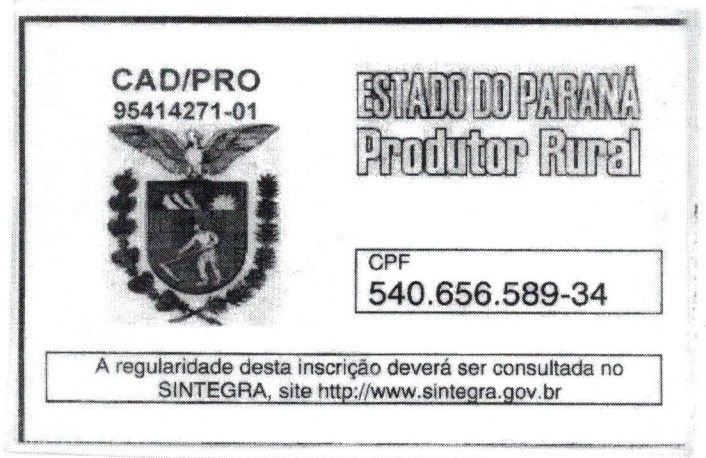 CAD/PRO
95414271-01
ESTADO DO PARANÁ
Produtor Rural
CPF
540.656.589-34
A regularidade desta inscrição deverá ser consultada no
SINTEGRA, site http://www.sintegra.gov.br